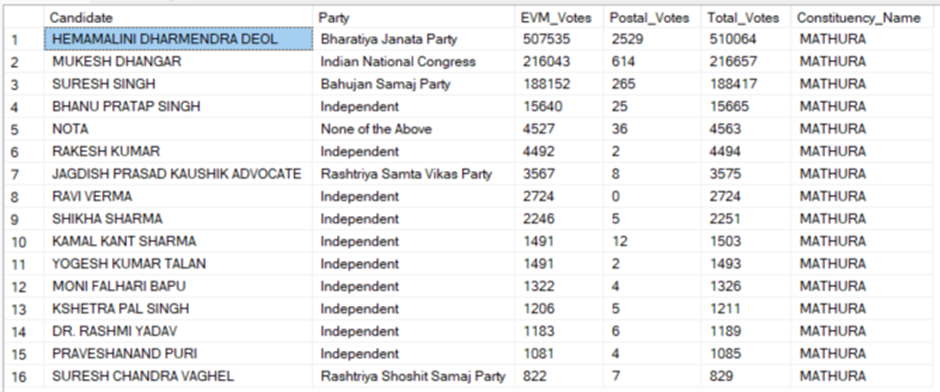 Candidate Party EVM_Votes Postal_Votes Total_Votes Constituency_Name
1 HEMAMALINI DHARMENDRA DEOL Bharatiya Janata Party 507535 2529 510064 MATHURA
2 MUKESH DHANGAR Indian National Congress 216043 614 216657 MATHURA
3 SURESH SINGH Bahujan Samaj Party 188152 265 188417 MATHURA
4 BHANU PRATAP SINGH Independent 15640 25 15665 MATHURA
5 NOTA None of the Above 4527 36 4563 MATHURA
6 RAKESH KUMAR Independent 4492 2 4494 MATHURA
7 JAGDISH PRASAD KAUSHIK ADVOCATE Rashtriya Samta Vikas Party 3567 8 3575 MATHURA
8 RAVI VERMA Independent 2724 0 2724 MATHURA
9 SHIKHA SHARMA Independent 2246 5 2251 MATHURA
10 KAMAL KANT SHARMA Independent 1491 12 1503 MATHURA
11 YOGESH KUMAR TALAN Independent 1491 2 1493 MATHURA
12 MONI FALHARI BAPU Independent 1322 4 1326 MATHURA
13 KSHETRA PAL SINGH Independent 1206 5 1211 MATHURA
14 DR. RASHMI YADAV Independent 1183 6 1189 MATHURA
15 PRAVESHANAND PURI Independent 1081 4 1085 MATHURA
16 SURESH CHANDRA VAGHEL Rashtriya Shoshit Samaj Party 822 7 829 MATHURA